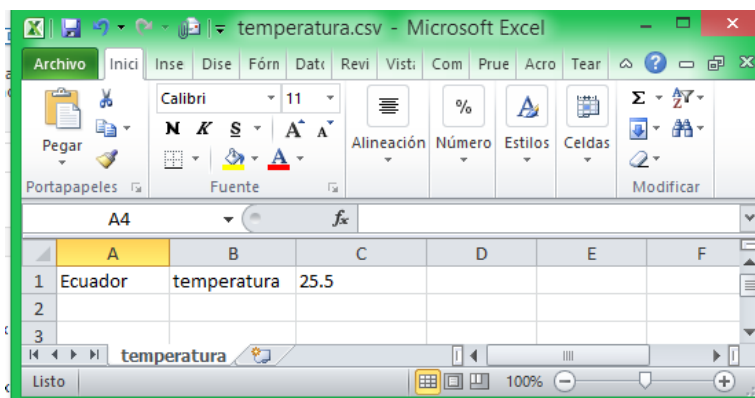 temperatura.csv - Microsoft Excel
Archivo Inici Inse Dise Fórn Datc Revi Vista Com Prue Acro Tear
Calibri 11
N K S A A
Pegar
Alineación Número Estilos Celdas
Portapapeles Fuente Modificar
A4 fx
A B C D E F
1 Ecuador temperatura 25.5
2
3
temperatura
Listo 100%